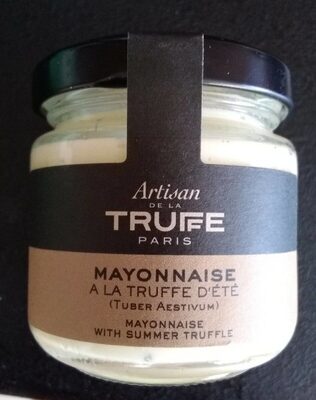 Artisan
DE LA
TRUFFE
PARIS
MAYONNAISE
A LA TRUFFE D'ÉTÉ
(TUBER AESTIVUM)
MAYONNAISE
WITH SUMMER TRUFFLE